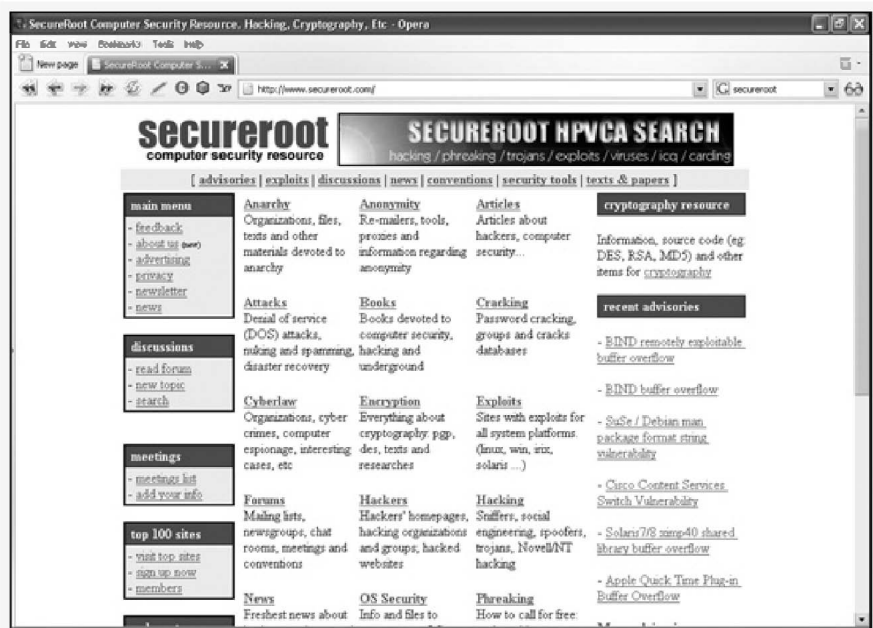 SecureRoot Computer Security Resource. Hacking, Cryptography, Etc - Opera
File Edit View Bookmarks Tools Help
New page
SecureRoot Computer S...
http://www.secureroot.com/
secureroot
secureroot
computer security resource
SECUREROOT HPVCA SEARCH
hacking / phreaking / trojans / exploits / viruses / icq / carding
[ advisories | exploits | discussions | news | conventions | security tools | texts & papers ]
main menu
- feedback
- about us (new)
- advertising
- privacy
- newsletter
- news
discussions
- read forum
- new topic
- search
meetings
- meetings list
- add your info
top 100 sites
- visit top sites
- sign up now
- members
Anarchy
Organizations, files,
texts and other
materials devoted to
anarchy
Anonymity
Re-mailers, tools,
proxies and
information regarding
anonymity
Articles
Articles about
hackers, computer
security...
Attacks
Denial of service
(DOS) attacks,
nuking and spamming,
disaster recovery
Books
Books devoted to
computer security,
hacking and
underground
Cracking
Password cracking,
groups and cracks
databases
Cyberlaw
Organizations, cyber
crimes, computer
espionage, interesting
cases, etc
Encryption
Everything about
cryptography: pgp,
des, texts and
researches
Exploits
Sites with exploits for
all system platforms.
(linux, win, irix,
solaris ...)
Forums
Mailing lists,
newsgroups, chat
rooms, meetings and
conventions
Hackers
Hackers' homepages,
hacking organizations
and groups, hacked
websites
Hacking
Sniffers, social
engineering, spoofers,
trojans, Novell/NT
hacking
News
Freshest news about
OS Security
Info and files to
Phreaking
How to call for free:
cryptography resource
Information, source code (eg:
DES, RSA, MD5) and other
items for cryptography
recent advisories
- BIND remotely exploitable
buffer overflow
- BIND buffer overflow
- SuSe / Debian man
package format string
vulnerability
- Cisco Content Services
Switch Vulnerability
- Solaris7/8 ximp40 shared
library buffer overflow
- Apple Quick Time Plug-in
Buffer Overflow